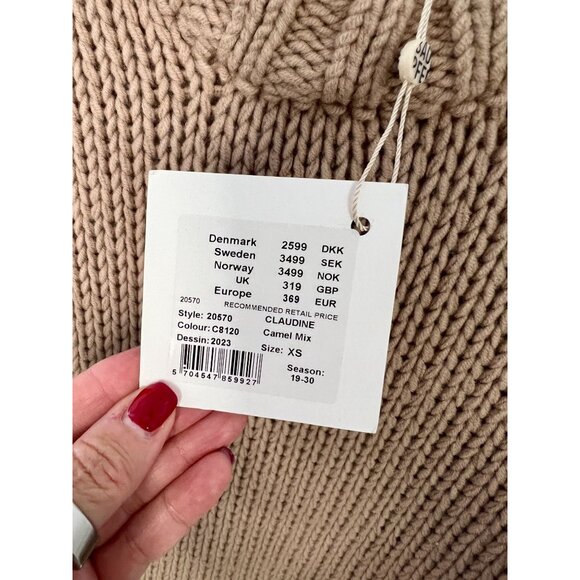 Denmark 2599 DKK
Sweden 3499 SEK
Norway 3499 NOK
UK 319 GBP
Europe 369 EUR
20570 RECOMMENDED RETAIL PRICE
Style: 20570 CLAUDINE
Colour: C8120 Camel Mix
Dessin: 2023 Size: XS
Season:
19-30
5 704547 859927